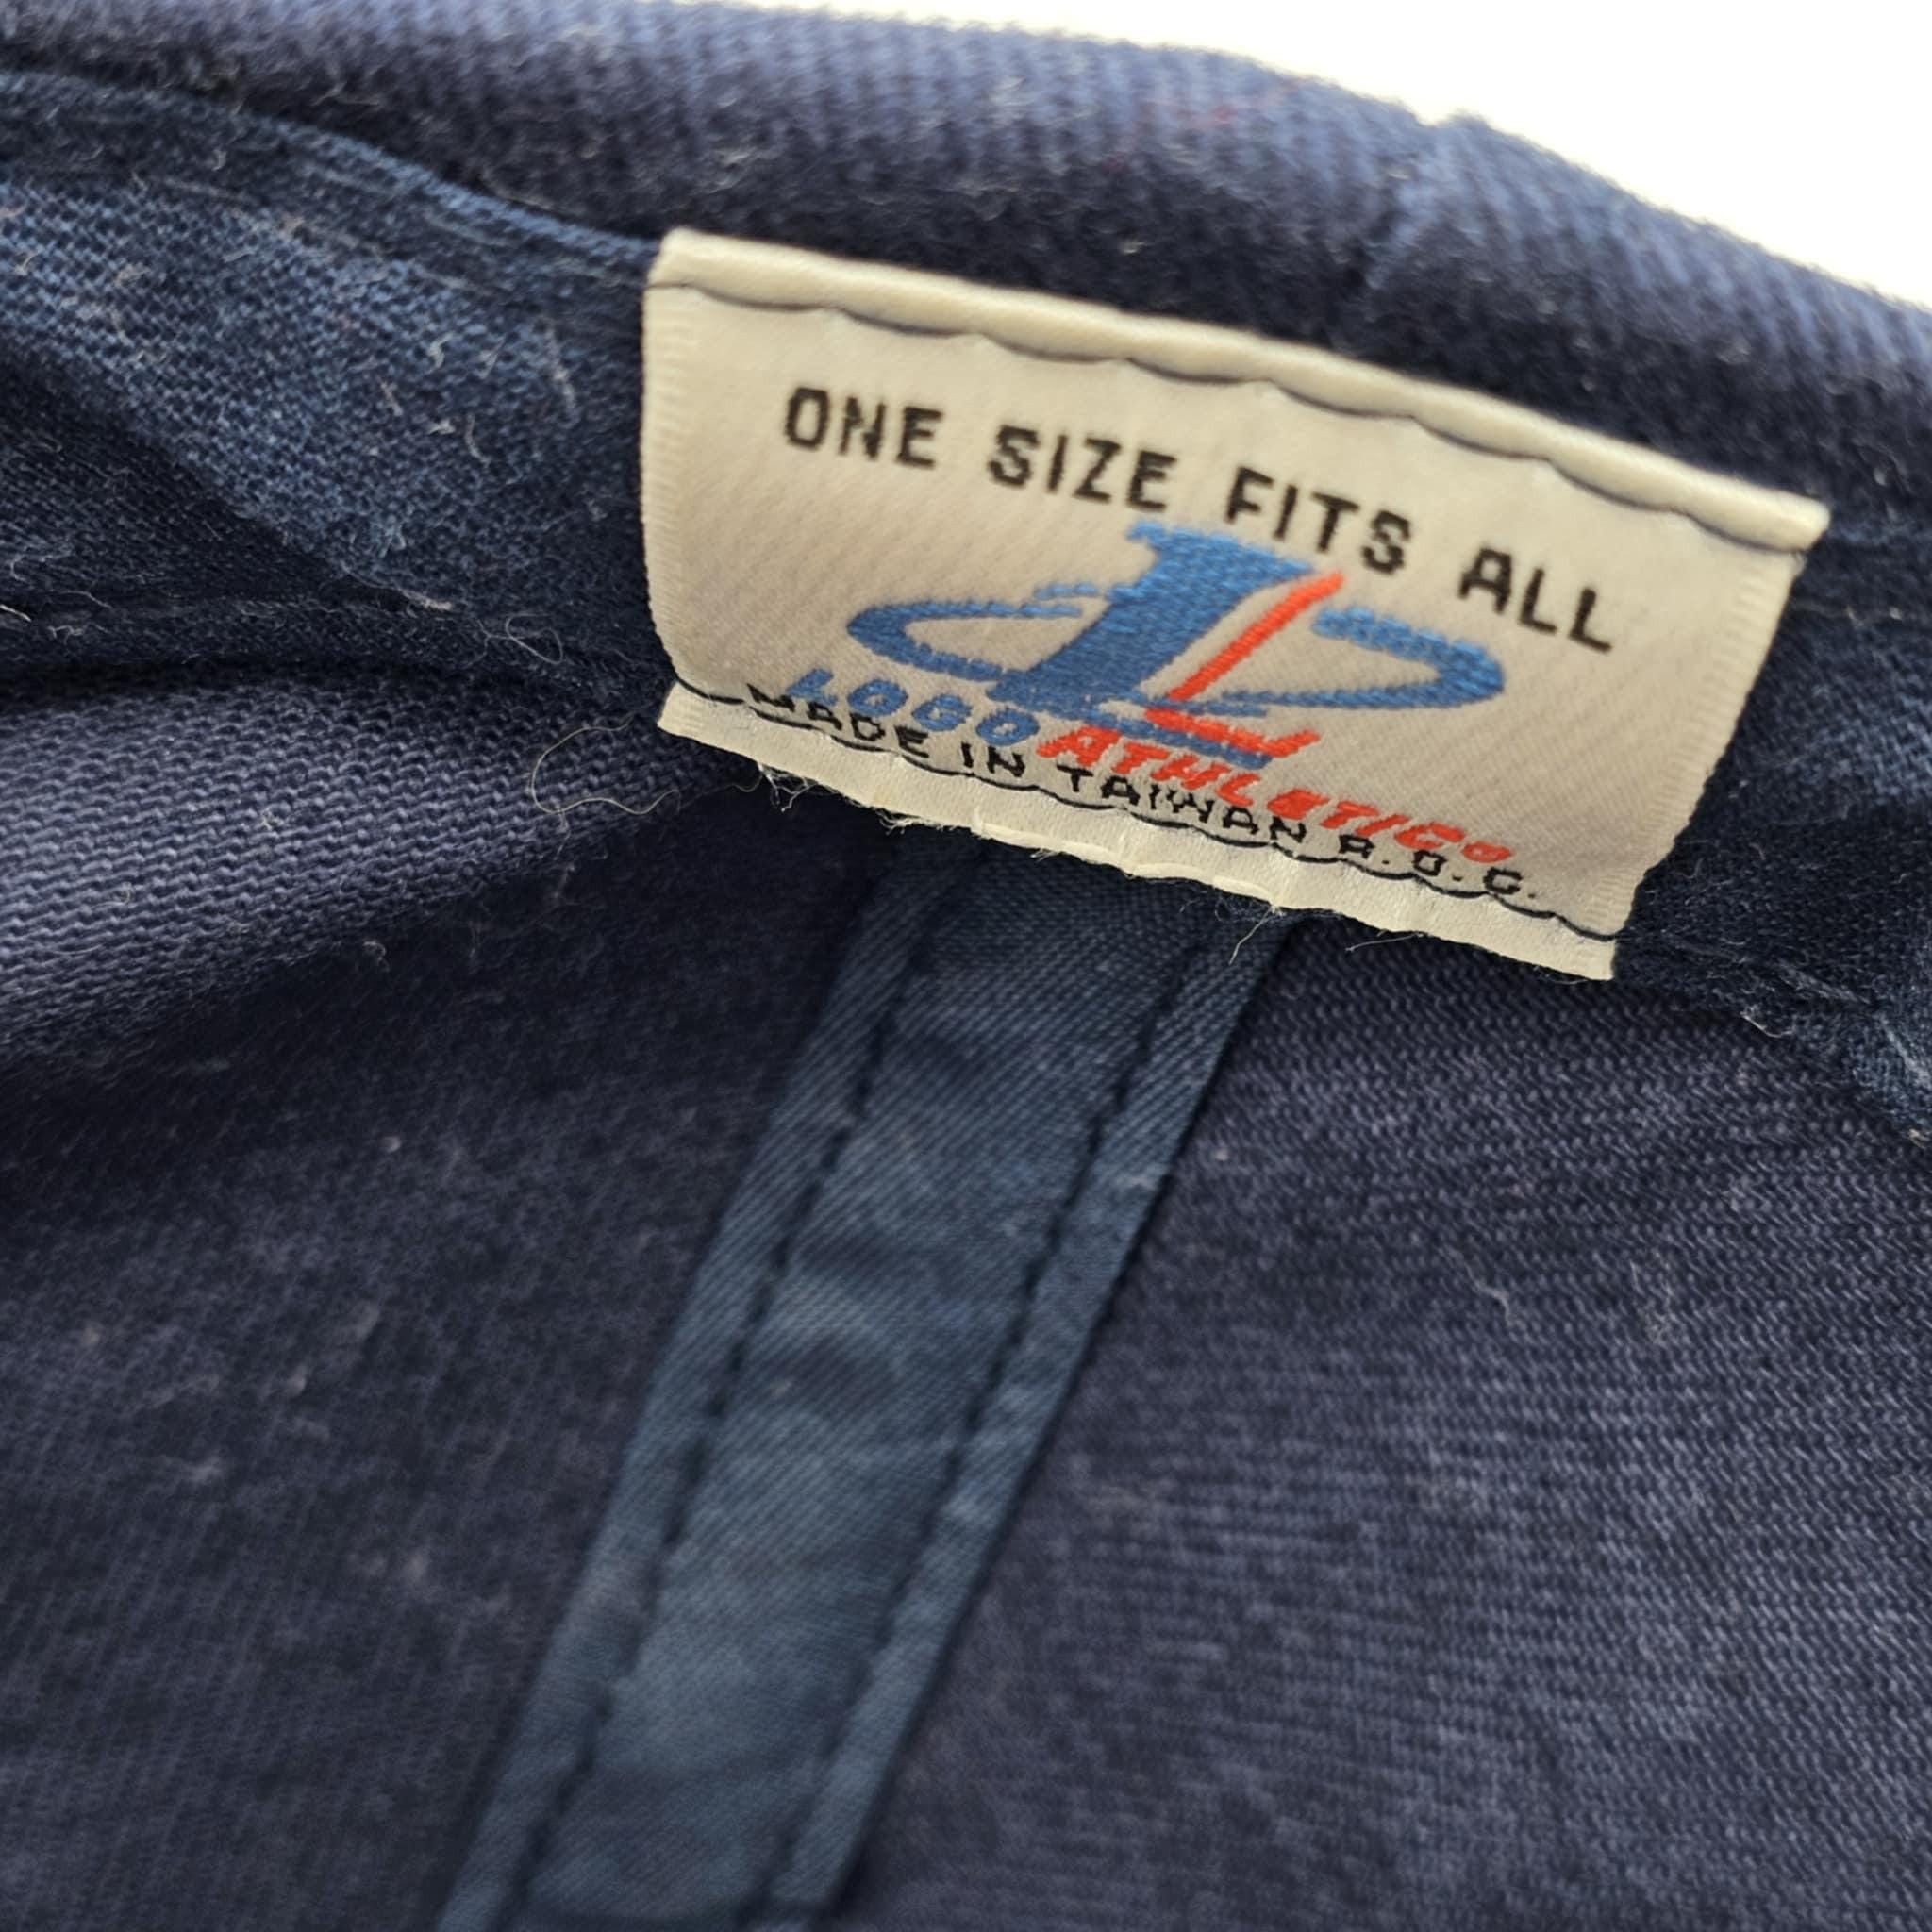 ONE SIZE FITS ALL
LOGO ATHLETIC®
MADE IN TAIWAN R.O.C.